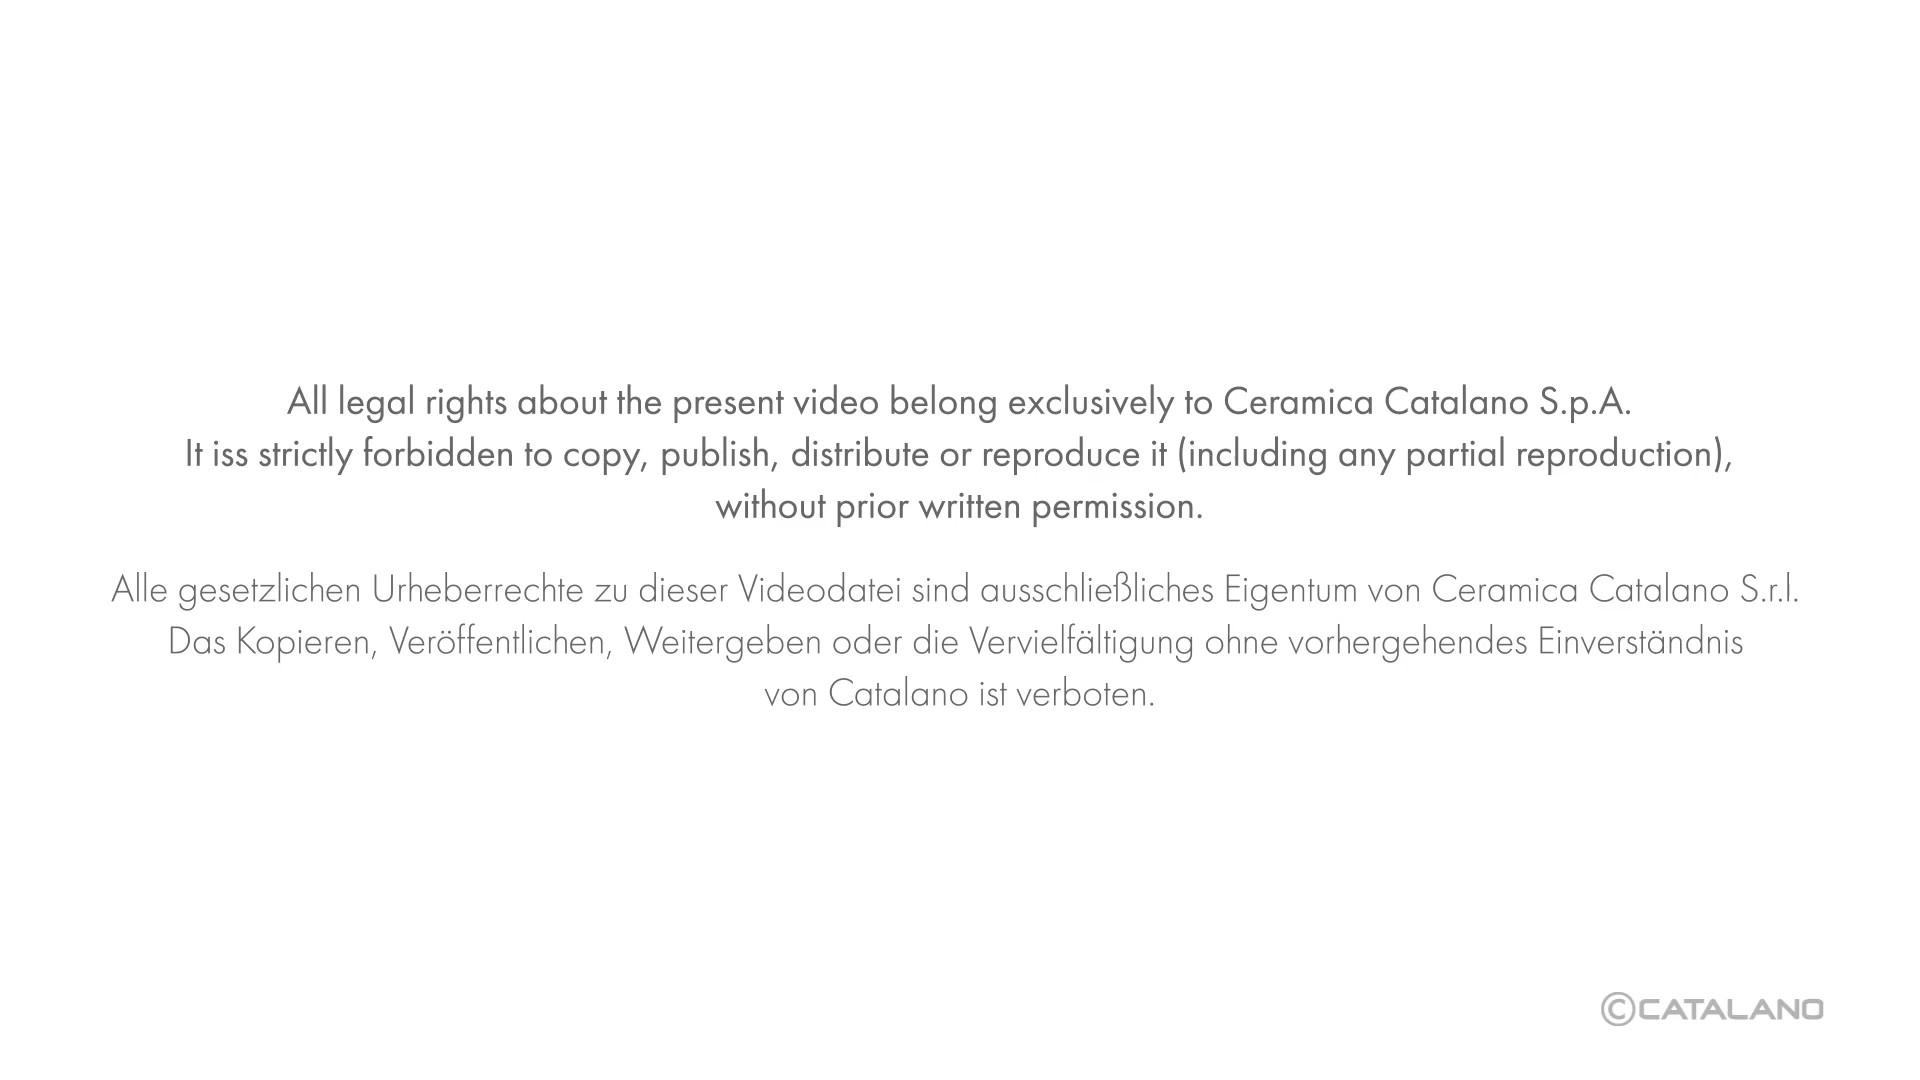 All legal rights about the present video belong exclusively to Ceramica Catalano S.p.A.
It iss strictly forbidden to copy, publish, distribute or reproduce it (including any partial reproduction),
without prior written permission.
Alle gesetzlichen Urheberrechte zu dieser Videodatei sind ausschließliches Eigentum von Ceramica Catalano S.r.l.
Das Kopieren, Veröffentlichen, Weitergeben oder die Vervielfältigung ohne vorhergehendes Einverständnis
von Catalano ist verboten.
©CATALANO